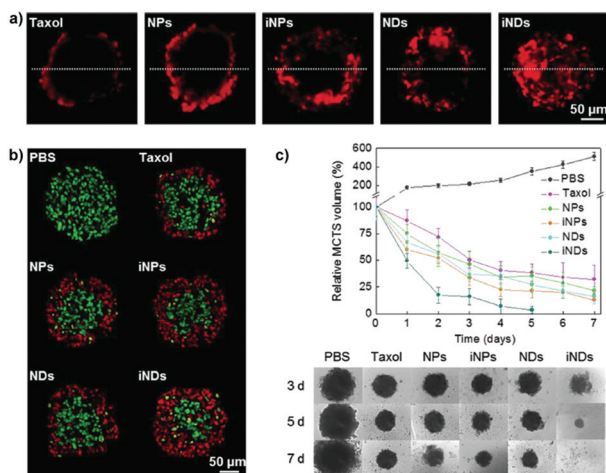 a)
Taxol NPs iNPs NDs iNDs
50 µm
b)
PBS Taxol
NPs iNPs
NDs iNDs
50 µm
c)
Relative MCTS volume (%)
600
400
200
100
75
50
25
0
PBS
Taxol
NPs
iNPs
NDs
iNDs
0 1 2 3 4 5 6 7
Time (days)
PBS Taxol NPs iNPs NDs iNDs
3 d
5 d
7 d